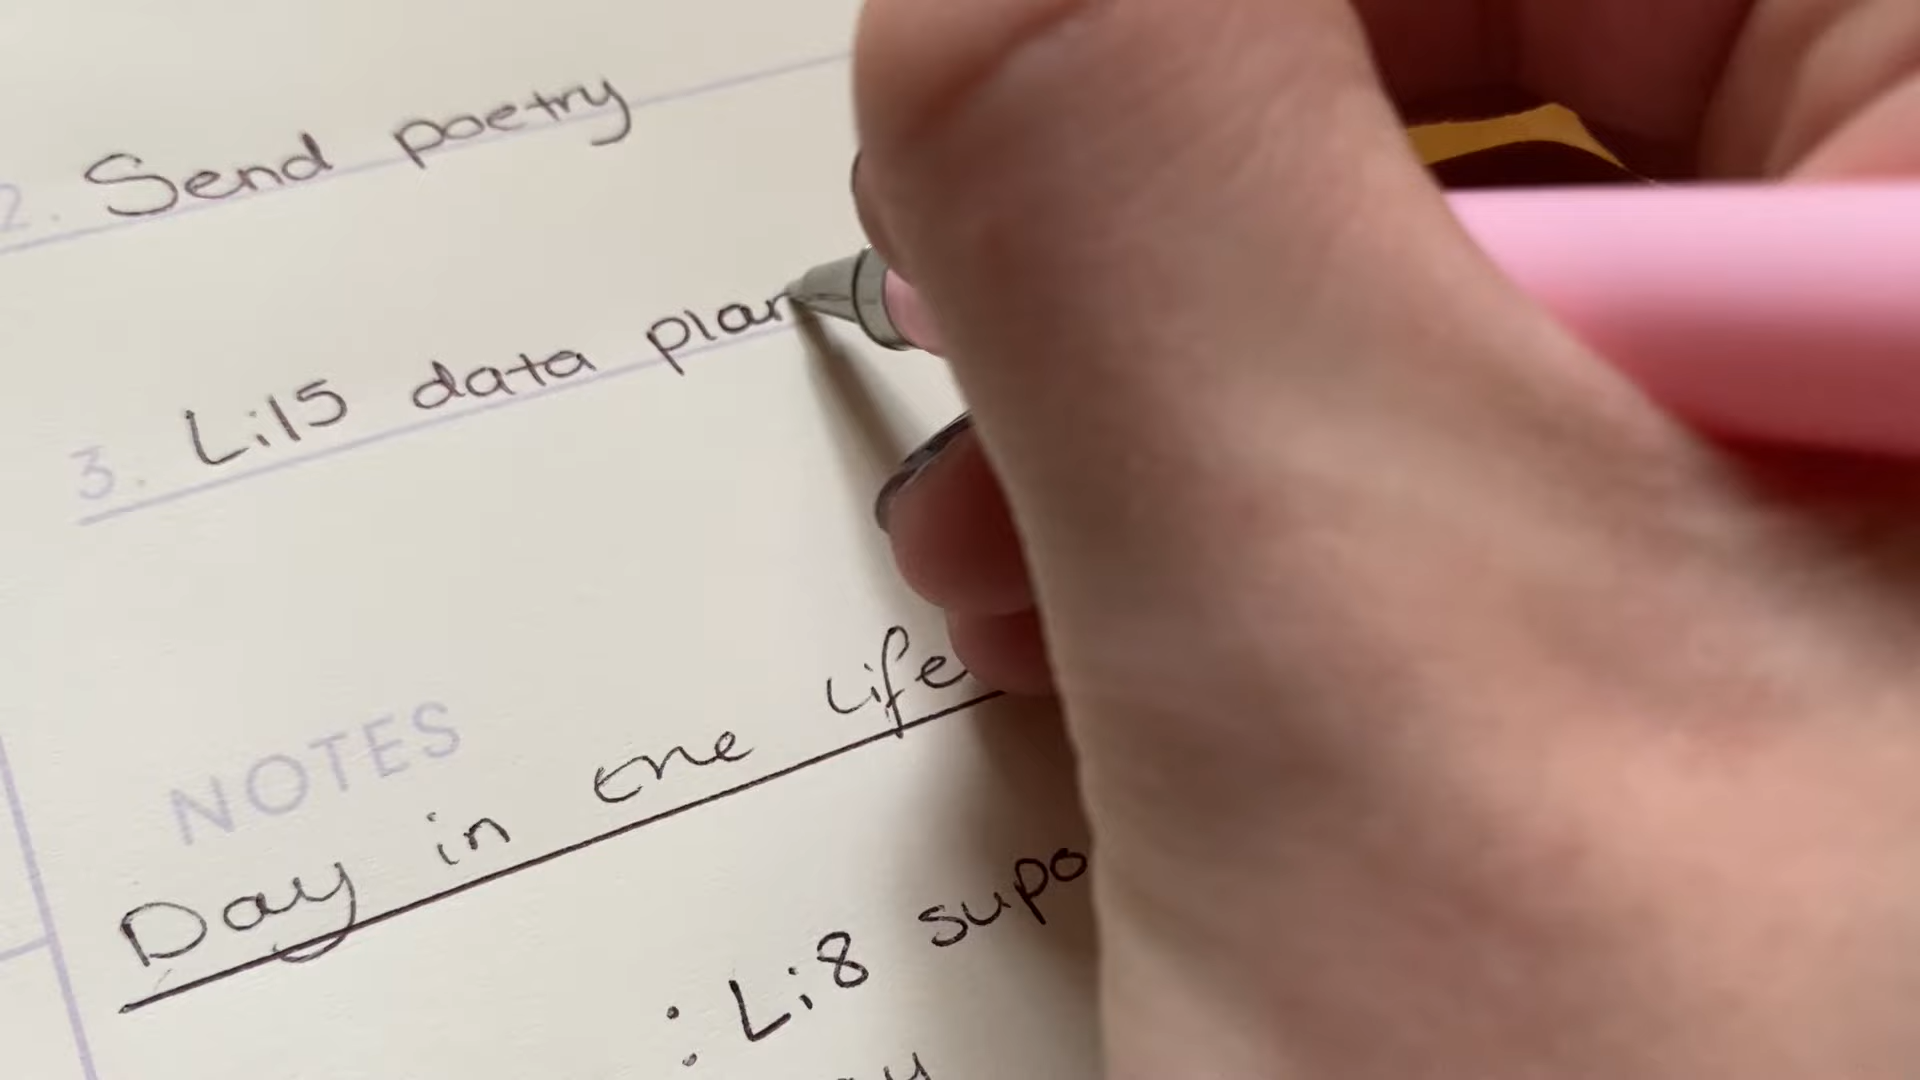 2. Send poetry
3. Li15 data plan
NOTES
Day in the Life
: Li8 supo